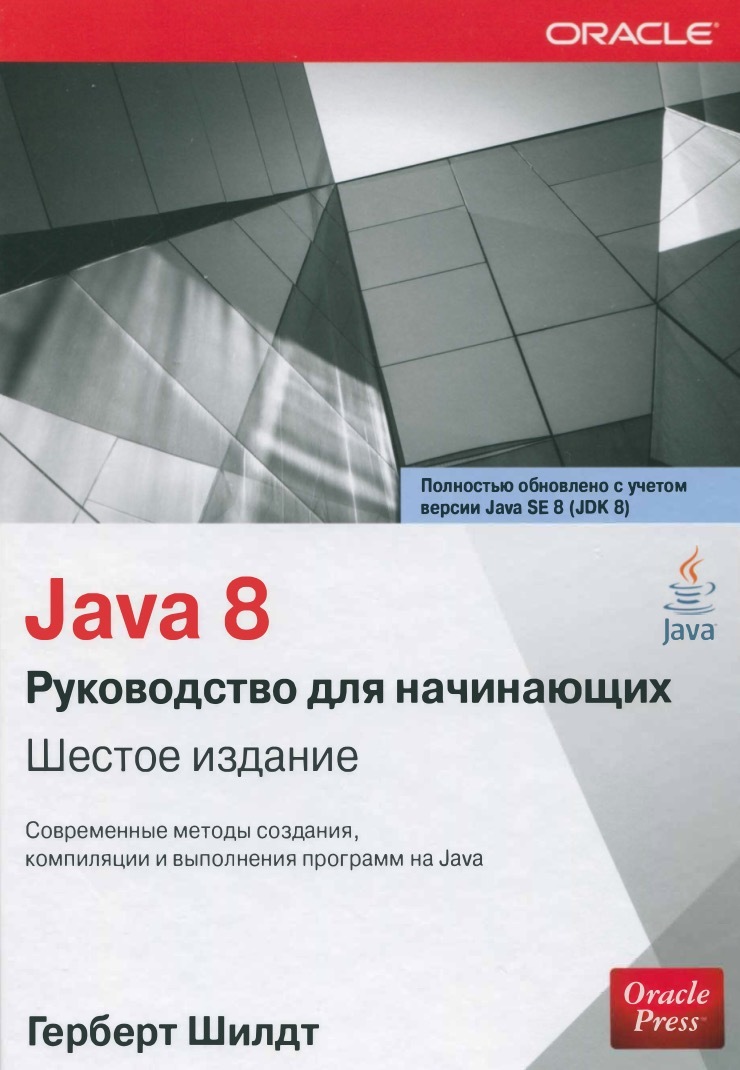 ORACLE
Полностью обновлено с учетом
версии Java SE 8 (JDK 8)
Java 8
Java
Руководство для начинающих
Шестое издание
Современные методы создания,
компиляции и выполнения программ на Java
Герберт Шилдт
Oracle
Press